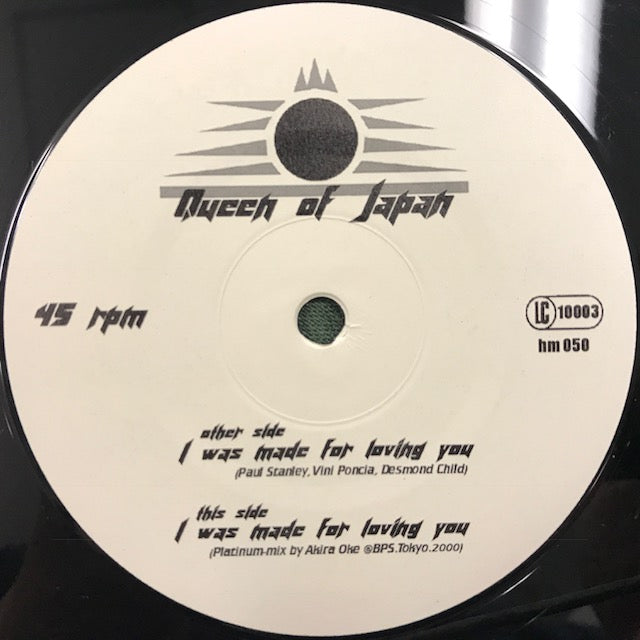 Queen of Japan
45 rpm
LC 10003
hm 050
other side
I was made for loving you
(Paul Stanley, Vini Poncia, Desmond Child)
this side
I was made for loving you
(Platinum-mix by Akira Oke @BPS.Tokyo.2000)